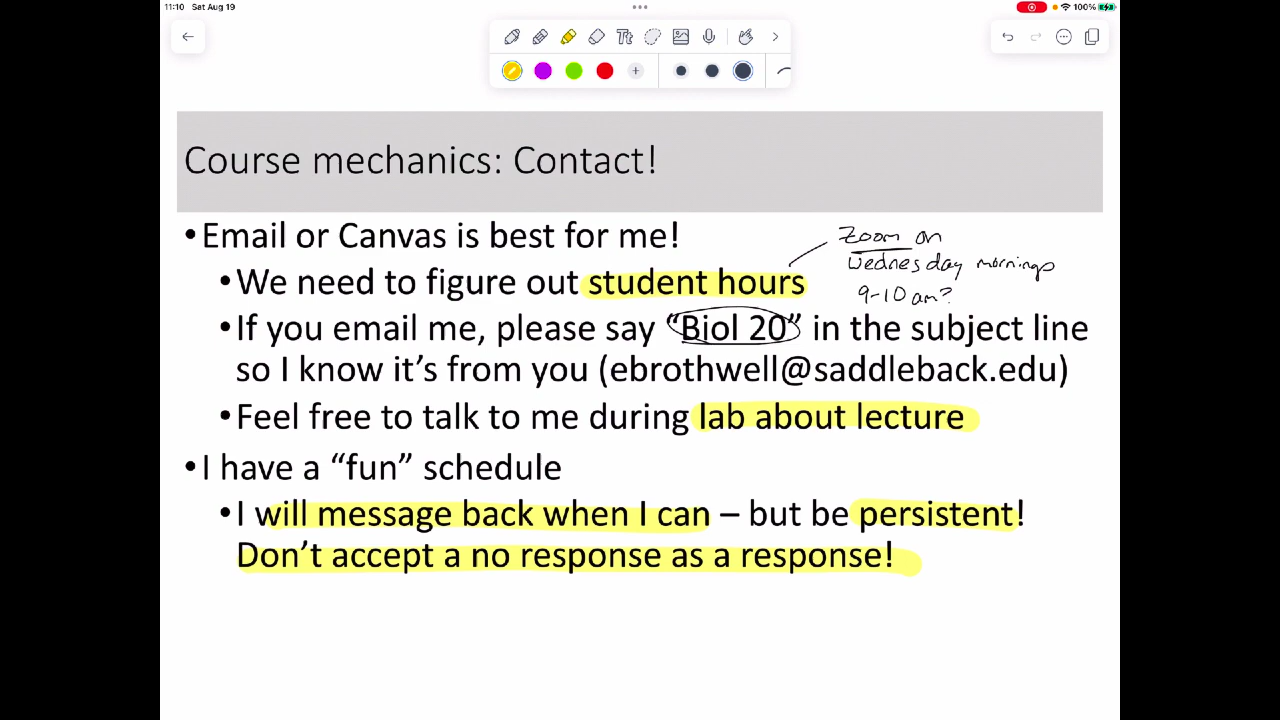 11:10 Sat Aug 19
100%
Tt
Course mechanics: Contact!
•Email or Canvas is best for me!
Zoom on
Wednesday mornings
9-10 am?
•We need to figure out student hours
•If you email me, please say “Biol 20” in the subject line
so I know it’s from you (ebrothwell@saddleback.edu)
•Feel free to talk to me during lab about lecture
•I have a “fun” schedule
•I will message back when I can – but be persistent!
Don’t accept a no response as a response!